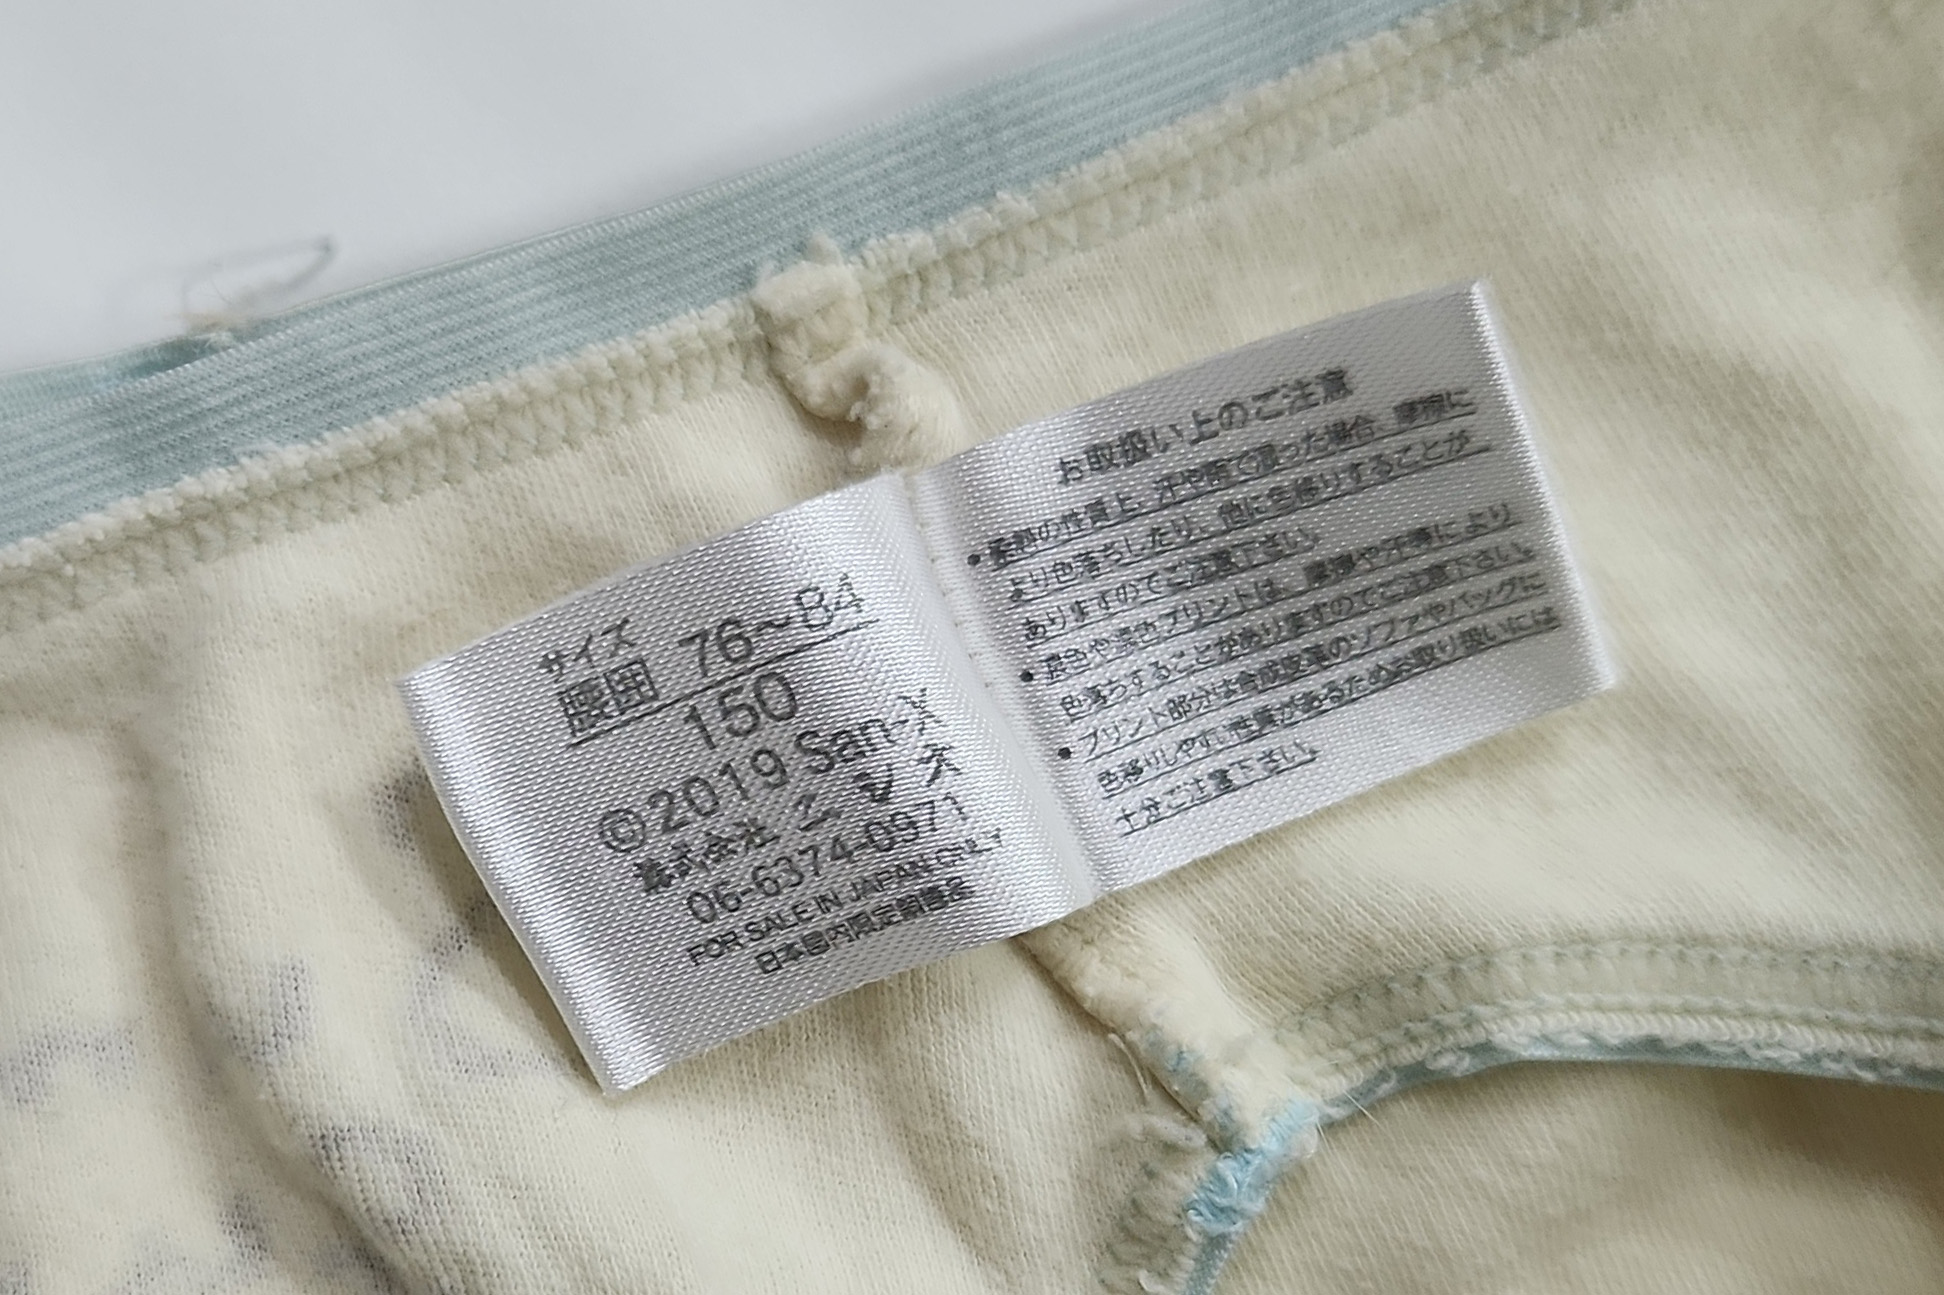 サイズ
腰囲 76~84
150
©2019 San-X
株式会社 エンジ
06-6374-0971
FOR SALE IN JAPAN ONLY
日本国内限定販売
お取扱い上のご注意
•素材の性質上、汗や雨で湿った場合、摩擦に
より色落ちしたり、他に色移りすることが
ありますのでご注意下さい。
•濃色や濃色プリントは、摩擦や汗等により
色落ちすることがありますのでご注意下さい。
•プリント部分は合成皮革のソファやバッグに
色移りしやすい性質があるためお取り扱いには
十分ご注意下さい。